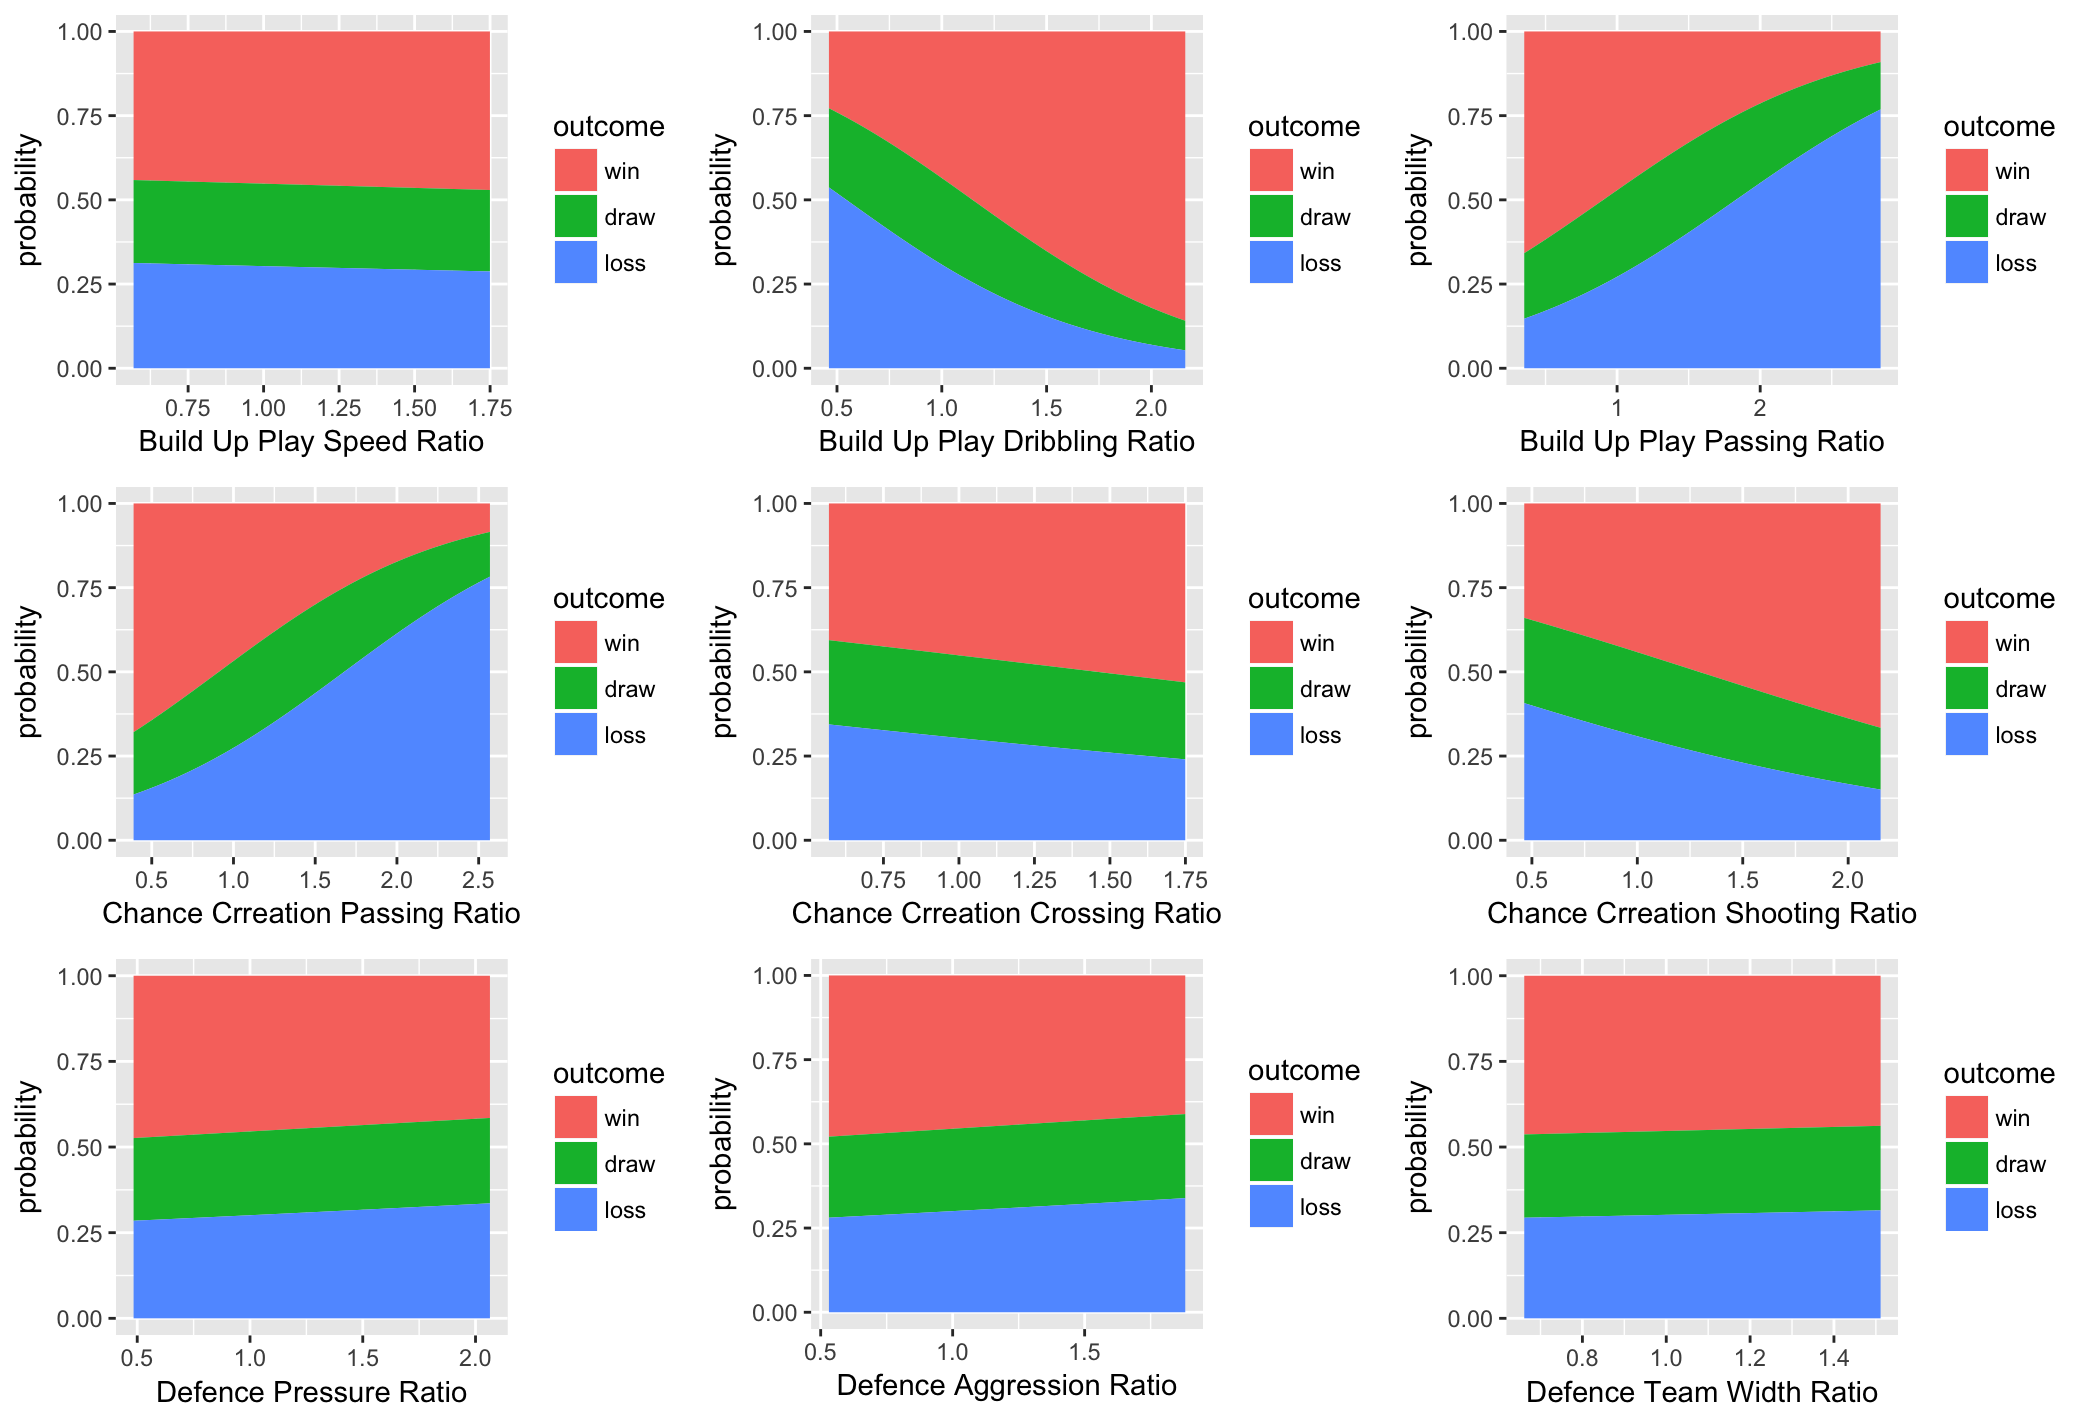 1.00
0.75
0.50
0.25
0.00
probability
0.75 1.00 1.25 1.50 1.75
Build Up Play Speed Ratio
outcome
win
draw
loss
1.00
0.75
0.50
0.25
0.00
probability
0.5 1.0 1.5 2.0
Build Up Play Dribbling Ratio
outcome
win
draw
loss
1.00
0.75
0.50
0.25
0.00
probability
1 2
Build Up Play Passing Ratio
outcome
win
draw
loss
1.00
0.75
0.50
0.25
0.00
probability
0.5 1.0 1.5 2.0 2.5
Chance Crreation Passing Ratio
outcome
win
draw
loss
1.00
0.75
0.50
0.25
0.00
probability
0.75 1.00 1.25 1.50 1.75
Chance Crreation Crossing Ratio
outcome
win
draw
loss
1.00
0.75
0.50
0.25
0.00
probability
0.5 1.0 1.5 2.0
Chance Crreation Shooting Ratio
outcome
win
draw
loss
1.00
0.75
0.50
0.25
0.00
probability
0.5 1.0 1.5 2.0
Defence Pressure Ratio
outcome
win
draw
loss
1.00
0.75
0.50
0.25
0.00
probability
0.5 1.0 1.5
Defence Aggression Ratio
outcome
win
draw
loss
1.00
0.75
0.50
0.25
0.00
probability
0.8 1.0 1.2 1.4
Defence Team Width Ratio
outcome
win
draw
loss